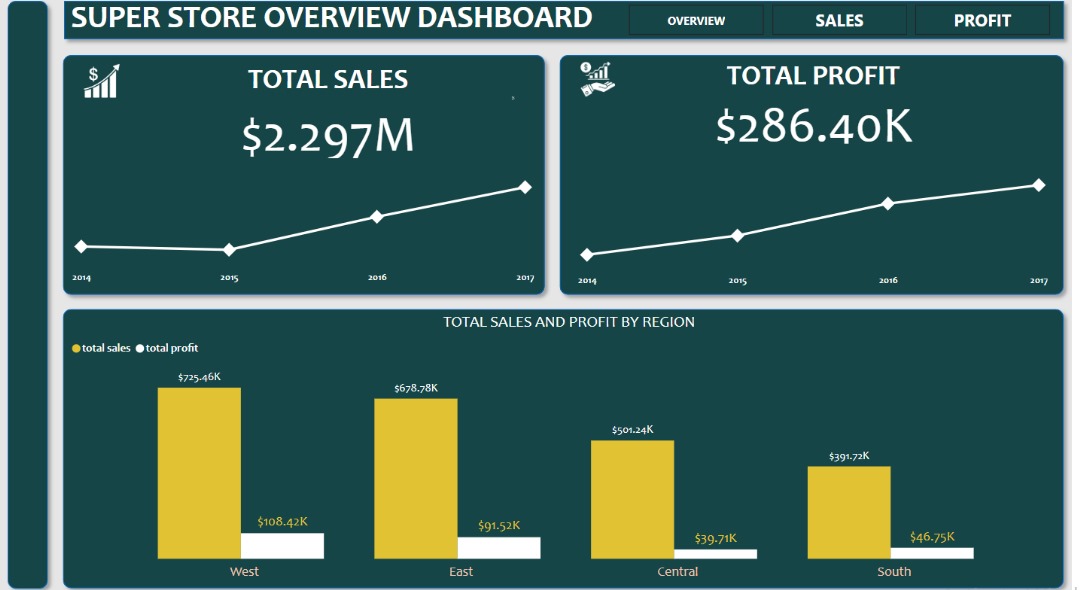 SUPER STORE OVERVIEW DASHBOARD
OVERVIEW
SALES
PROFIT
$
TOTAL SALES
$2.297M
2014 2015 2016 2017
$
TOTAL PROFIT
$286.40K
2014 2015 2016 2017
TOTAL SALES AND PROFIT BY REGION
total sales total profit
$725.46K
$108.42K
West
$678.78K
$91.52K
East
$501.24K
$39.71K
Central
$391.72K
$46.75K
South